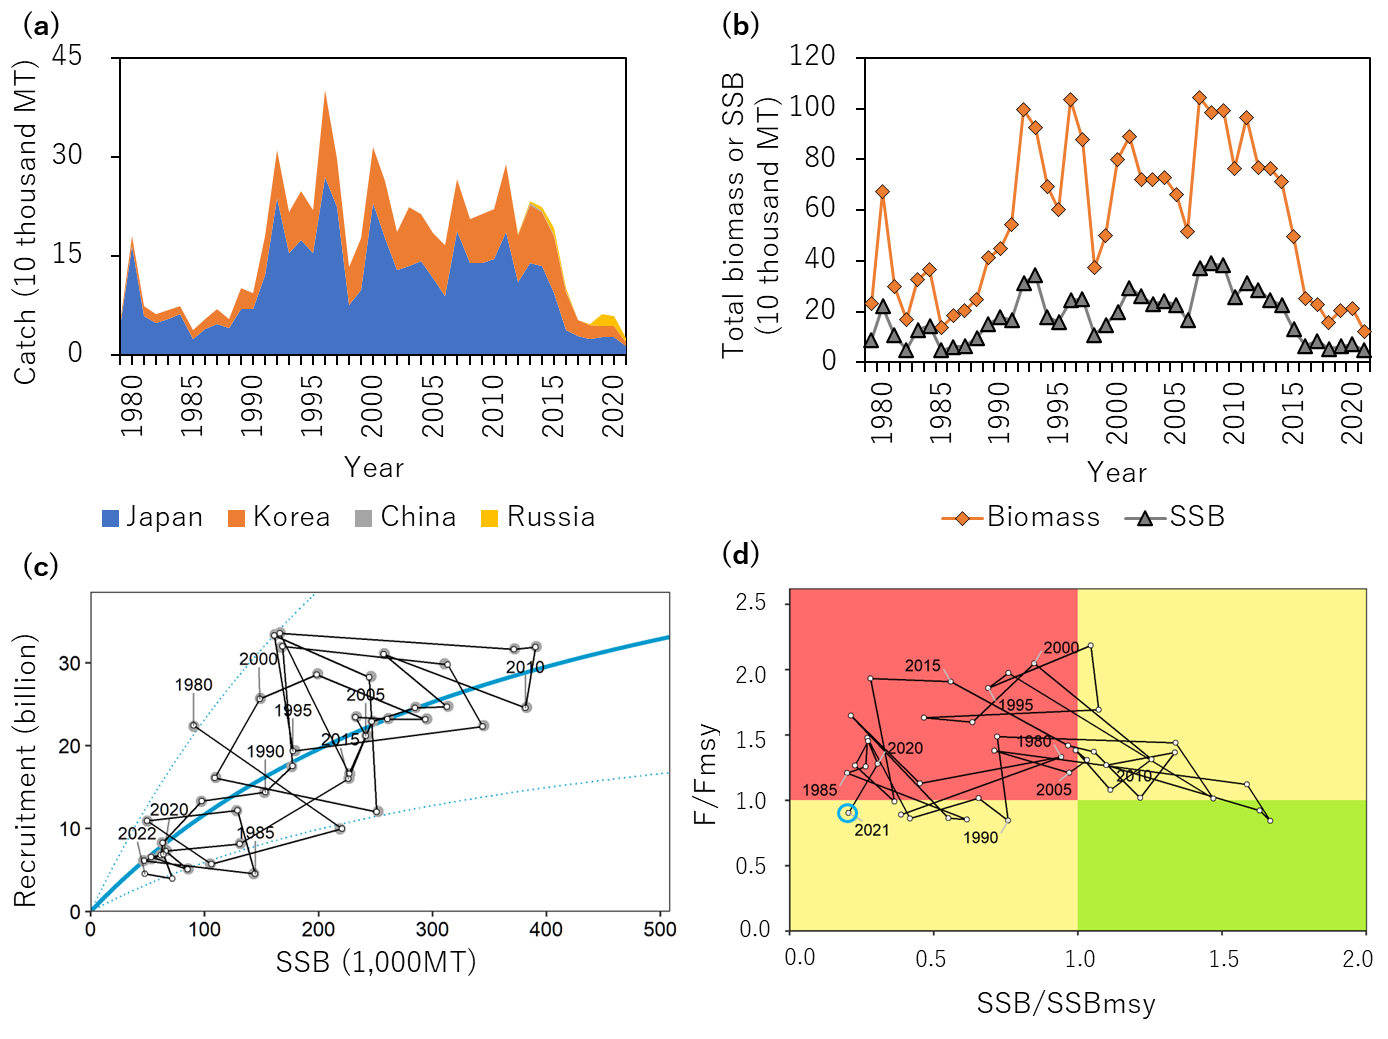 (a)
45
30
15
0
Catch (10 thousand MT)
1980 1985 1990 1995 2000 2005 2010 2015 2020
Year
Japan Korea China Russia
(b)
120
100
80
60
40
20
0
Total biomass or SSB
(10 thousand MT)
1980 1985 1990 1995 2000 2005 2010 2015 2020
Year
Biomass SSB
(c)
30
20
10
0
Recruitment (billion)
2000
1980
2010
2005
1995
2015
1990
2020
2022
1985
0 100 200 300 400 500
SSB (1,000MT)
(d)
2.5
2.0
1.5
1.0
0.5
0.0
F/Fmsy
2000
2015
1995
1980
2020
2010
1985
2005
2021
1990
0.0 0.5 1.0 1.5 2.0
SSB/SSBmsy